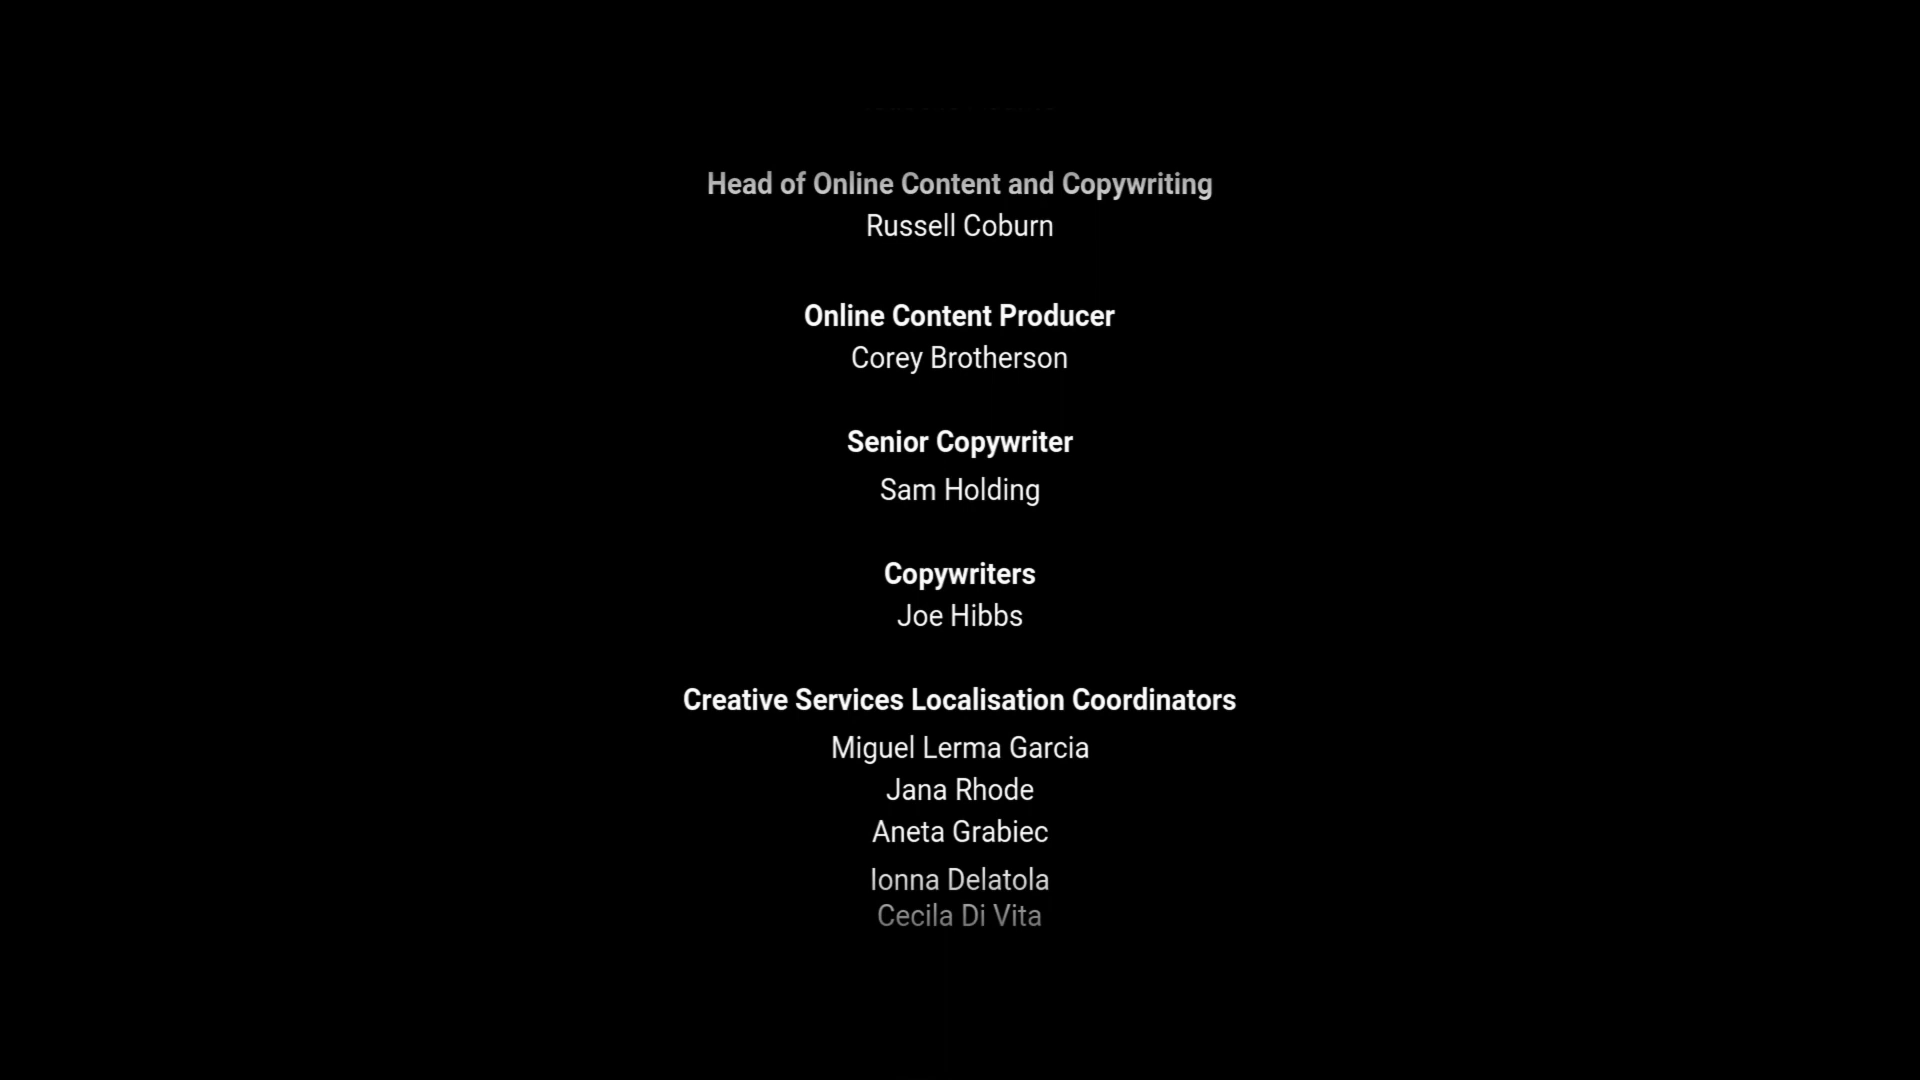 Head of Online Content and Copywriting
Russell Coburn
Online Content Producer
Corey Brotherson
Senior Copywriter
Sam Holding
Copywriters
Joe Hibbs
Creative Services Localisation Coordinators
Miguel Lerma Garcia
Jana Rhode
Aneta Grabiec
Ionna Delatola
Cecila Di Vita